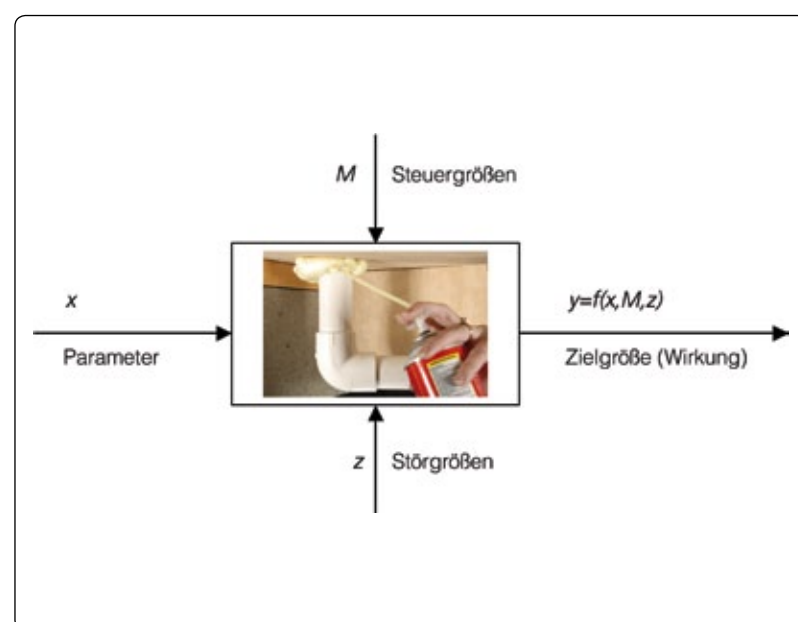 M Steuergrößen
x
Parameter
y=f(x,M,z)
Zielgröße (Wirkung)
z Störgrößen